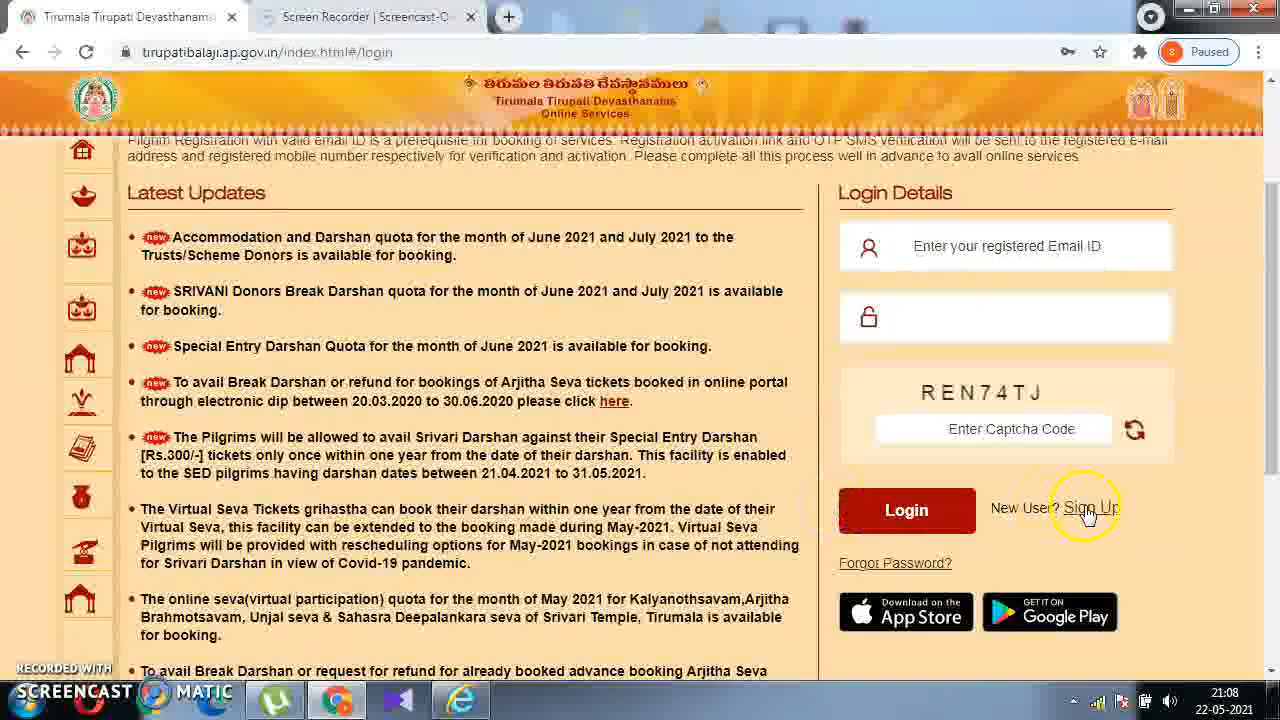 Tirumala Tirupati Devasthanams
Screen Recorder | Screencast-O
tirupatibalaji.ap.gov.in/index.html#/login
S Paused
తిరుమల తిరుపతి దేవస్థానములు
Tirumala Tirupati Devasthanams
Online Services
Pilgrim Registration with valid email ID is a prerequisite for booking of services. Registration activation link and OTP SMS verification will be sent to the registered e-mail
address and registered mobile number respectively for verification and activation. Please complete all this process well in advance to avail online services.
Latest Updates
new Accommodation and Darshan quota for the month of June 2021 and July 2021 to the
Trusts/Scheme Donors is available for booking.
new SRIVANI Donors Break Darshan quota for the month of June 2021 and July 2021 is available
for booking.
new Special Entry Darshan Quota for the month of June 2021 is available for booking.
new To avail Break Darshan or refund for bookings of Arjitha Seva tickets booked in online portal
through electronic dip between 20.03.2020 to 30.06.2020 please click here.
new The Pilgrims will be allowed to avail Srivari Darshan against their Special Entry Darshan
[Rs.300/-] tickets only once within one year from the date of their darshan. This facility is enabled
to the SED pilgrims having darshan dates between 21.04.2021 to 31.05.2021.
The Virtual Seva Tickets grihastha can book their darshan within one year from the date of their
Virtual Seva, this facility can be extended to the booking made during May-2021. Virtual Seva
Pilgrims will be provided with rescheduling options for May-2021 bookings in case of not attending
for Srivari Darshan in view of Covid-19 pandemic.
The online seva(virtual participation) quota for the month of May 2021 for Kalyanothsavam,Arjitha
Brahmotsavam, Unjal seva & Sahasra Deepalankara seva of Srivari Temple, Tirumala is available
for booking.
To avail Break Darshan or request for refund for already booked advance booking Arjitha Seva
Login Details
Enter your registered Email ID
REN74TJ
Enter Captcha Code
Login
New User? Sign Up
Forgot Password?
Download on the
App Store
GET IT ON
Google Play
RECORDED WITH
SCREENCAST MATIC
21:08
22-05-2021